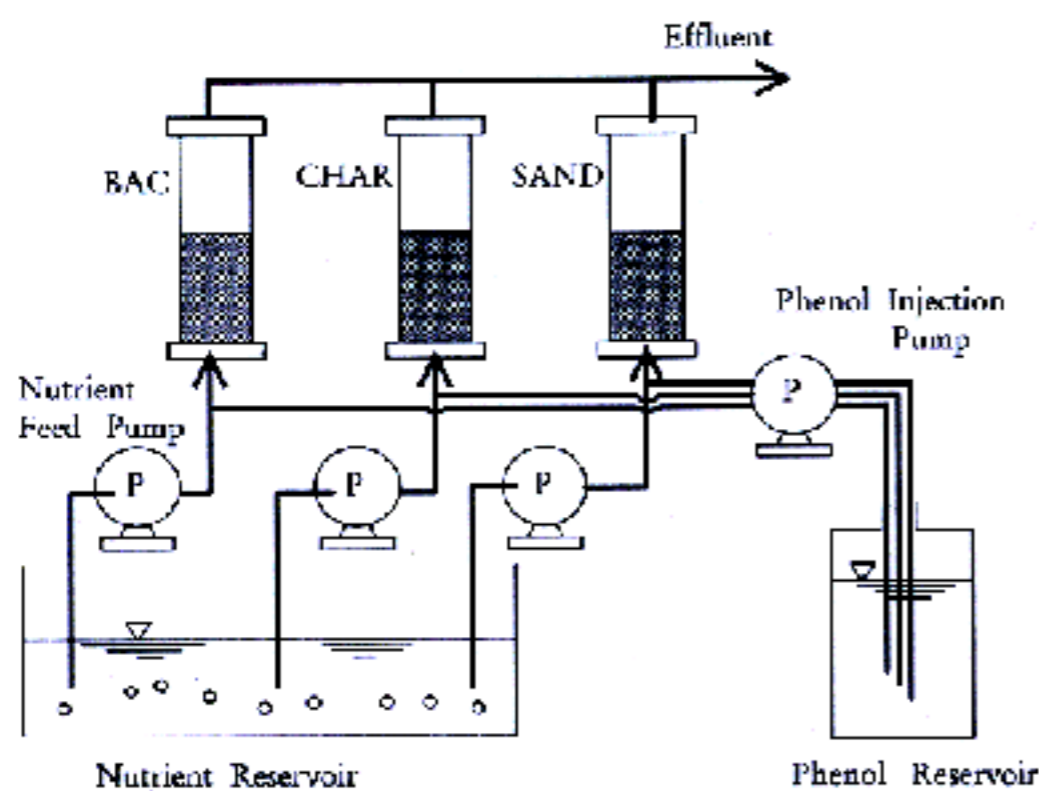 Effluent
BAC
CHAR
SAND
Phenol Injection
Pump
Nutrient
Feed Pump
P
P
P
P
Nutrient Reservoir
Phenol Reservoir